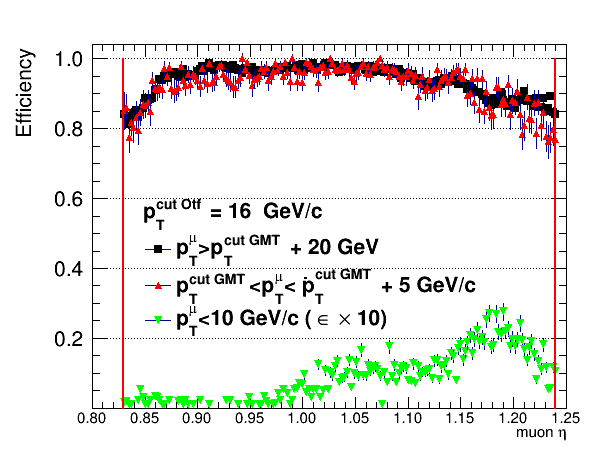 Efficiency
1.0
0.8
0.6
0.4
0.2
p_T^{cut Otf} = 16 GeV/c
p_T^μ>p_T^{cut GMT} + 20 GeV
p_T^{cut GMT}<p_T^μ< p_T^{cut GMT} + 5 GeV/c
p_T^μ<10 GeV/c ( ∈ × 10)
0.80 0.85 0.90 0.95 1.00 1.05 1.10 1.15 1.20 1.25
muon η